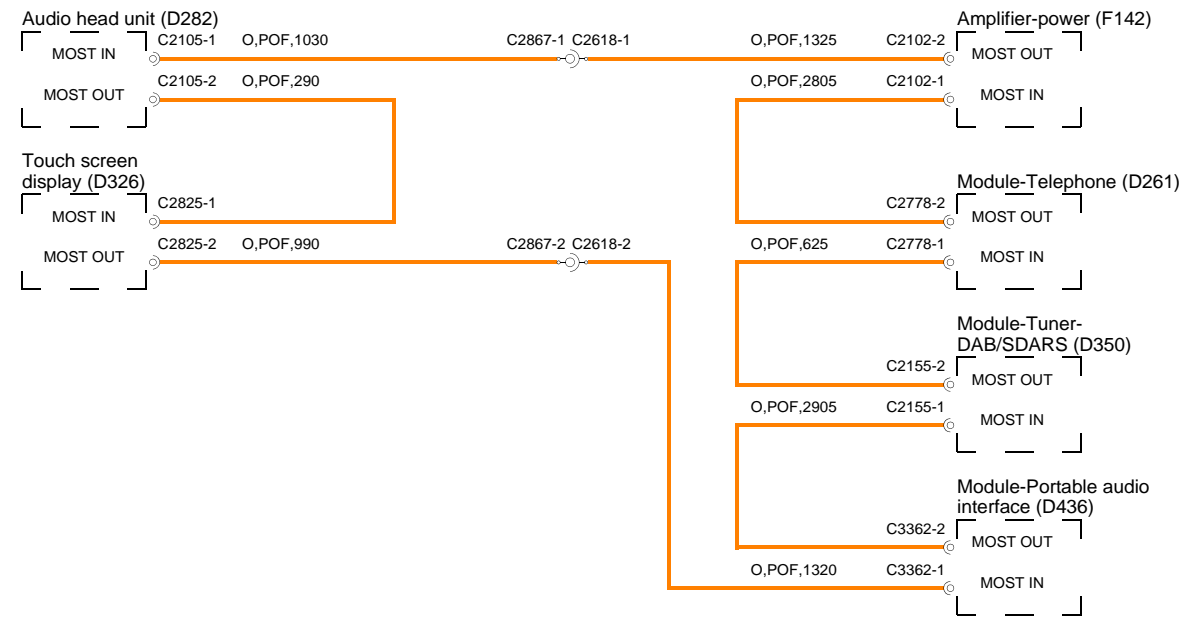 Audio head unit (D282)
MOST IN
C2105-1
O,POF,1030
C2867-1
C2618-1
O,POF,1325
C2102-2
Amplifier-power (F142)
MOST OUT
MOST OUT
C2105-2
O,POF,290
O,POF,2805
C2102-1
MOST IN
Touch screen
display (D326)
MOST IN
C2825-1
C2778-2
Module-Telephone (D261)
MOST OUT
MOST OUT
C2825-2
O,POF,990
C2867-2
C2618-2
O,POF,625
C2778-1
MOST IN
Module-Tuner-
DAB/SDARS (D350)
C2155-2
MOST OUT
O,POF,2905
C2155-1
MOST IN
Module-Portable audio
interface (D436)
C3362-2
MOST OUT
O,POF,1320
C3362-1
MOST IN